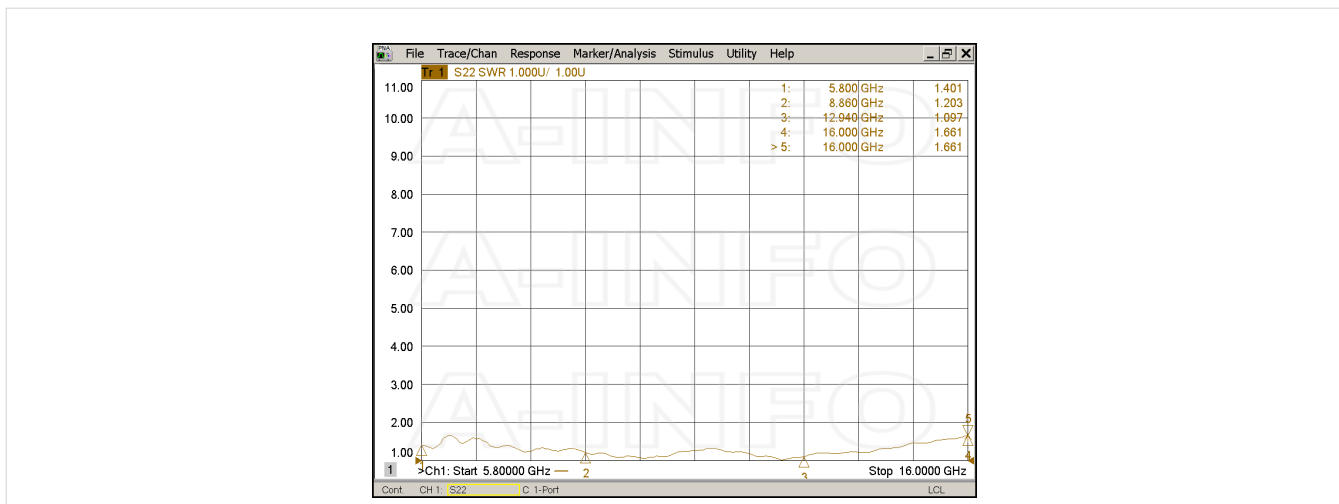 PNA File Trace/Chan Response Marker/Analysis Stimulus Utility Help
Tr 1 S22 SWR 1.000U/ 1.00U
11.00
10.00
9.00
8.00
7.00
6.00
5.00
4.00
3.00
2.00
1.00
1: 5.800 GHz 1.401
2: 8.860 GHz 1.203
3: 12.940 GHz 1.097
4: 16.000 GHz 1.661
> 5: 16.000 GHz 1.661
A-INFO
A-INFO
A-INFO
1
2
3
5
4
1 >Ch1: Start 5.80000 GHz — Stop 16.0000 GHz
Cont. CH 1: S22 C 1-Port LCL